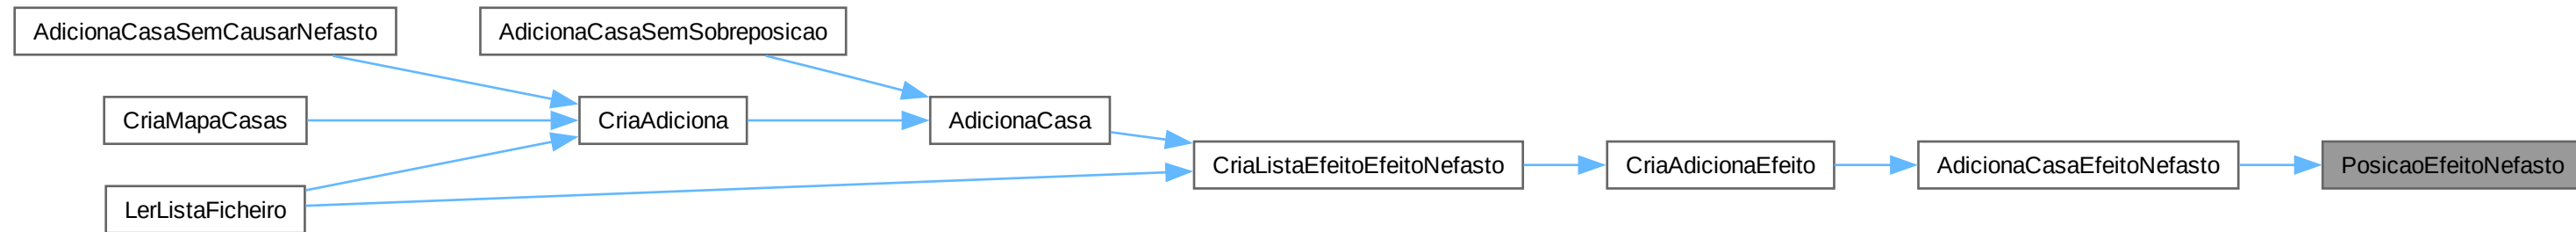 AdicionaCasaSemCausarNefasto
AdicionaCasaSemSobreposicao
CriaMapaCasas
CriaAdiciona
AdicionaCasa
CriaListaEfeitoEfeitoNefasto
CriaAdicionaEfeito
AdicionaCasaEfeitoNefasto
PosicaoEfeitoNefasto
LerListaFicheiro